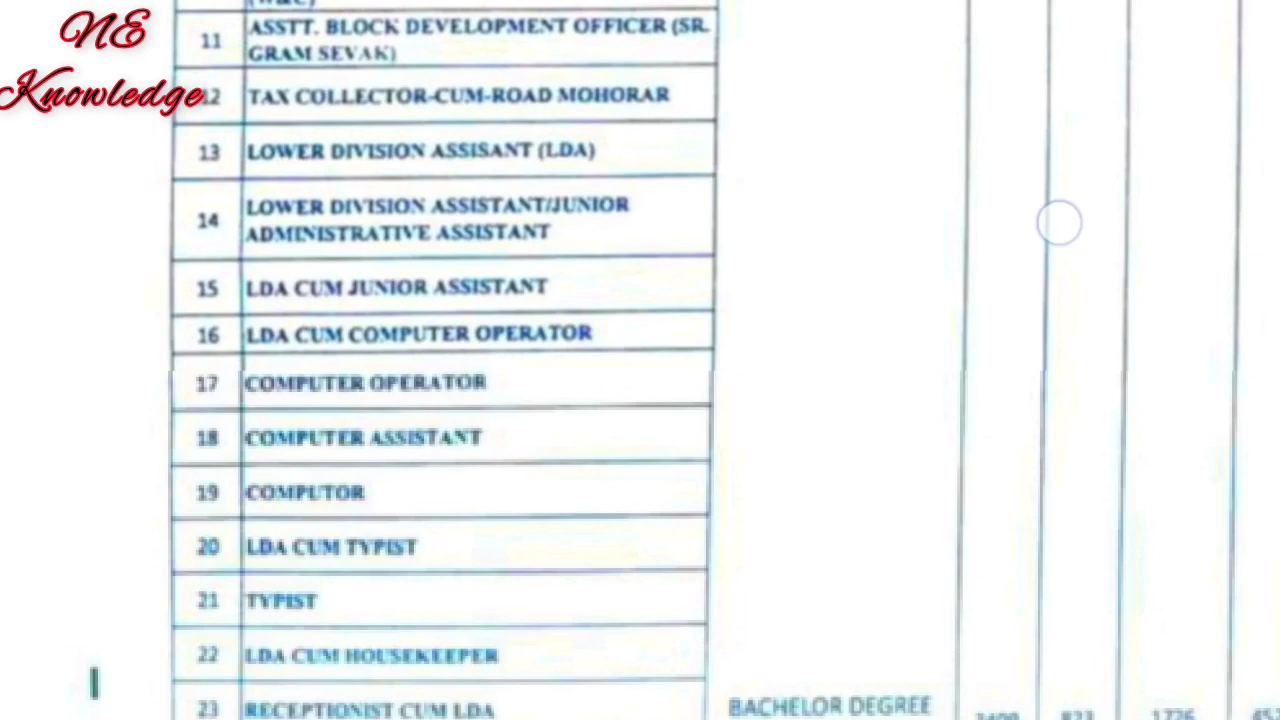 NE
Knowledge
11 ASSTT. BLOCK DEVELOPMENT OFFICER (SR.
GRAM SEVAK)
12 TAX COLLECTOR-CUM-ROAD MOHORAR
13 LOWER DIVISION ASSISANT (LDA)
14 LOWER DIVISION ASSISTANT/JUNIOR
ADMINISTRATIVE ASSISTANT
15 LDA CUM JUNIOR ASSISTANT
16 LDA CUM COMPUTER OPERATOR
17 COMPUTER OPERATOR
18 COMPUTER ASSISTANT
19 COMPUTOR
20 LDA CUM TYPIST
21 TYPIST
22 LDA CUM HOUSEKEEPER
23 RECEPTIONIST CUM LDA BACHELOR DEGREE 823 1726